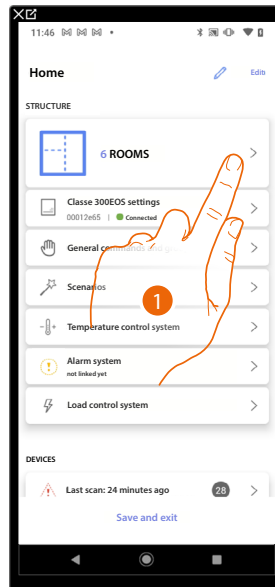 11:46
Home
Edit
STRUCTURE
6 ROOMS
Classe 300EOS settings
00012e65 | Connected
General commands and
Scenarios
1
Temperature control system
Alarm system
not linked yet
Load control system
DEVICES
Last scan: 24 minutes ago 28
Save and exit